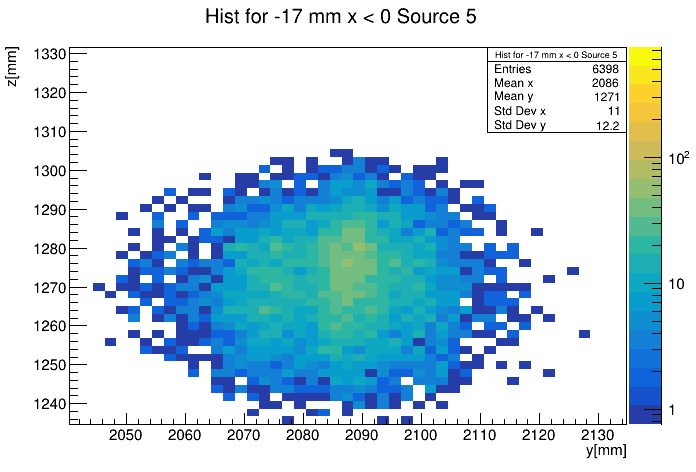 Hist for -17 mm x < 0 Source 5
z[mm]
1330
1320
1310
1300
1290
1280
1270
1260
1250
1240
Hist for -17 mm x < 0 Source 5
Entries 6398
Mean x 2086
Mean y 1271
Std Dev x 11
Std Dev y 12.2
10²
10
1
2050 2060 2070 2080 2090 2100 2110 2120 2130
y[mm]